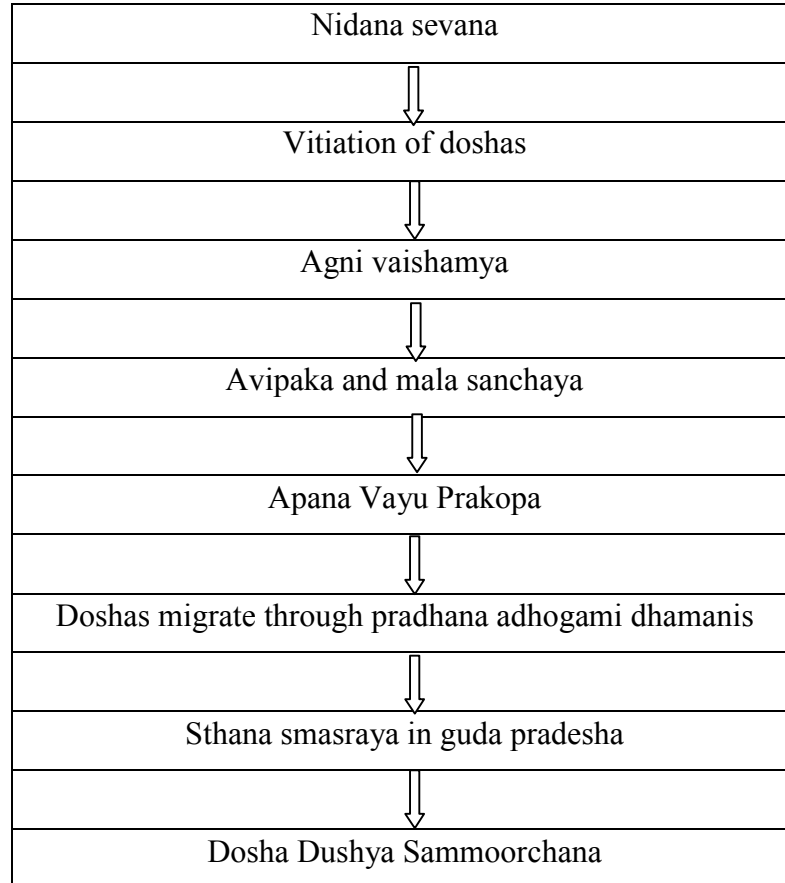 Nidana sevana
Vitiation of doshas
Agni vaishamya
Avipaka and mala sanchaya
Apana Vayu Prakopa
Doshas migrate through pradhana adhogami dhamanis
Sthana smasraya in guda pradesha
Dosha Dushya Sammoorchana